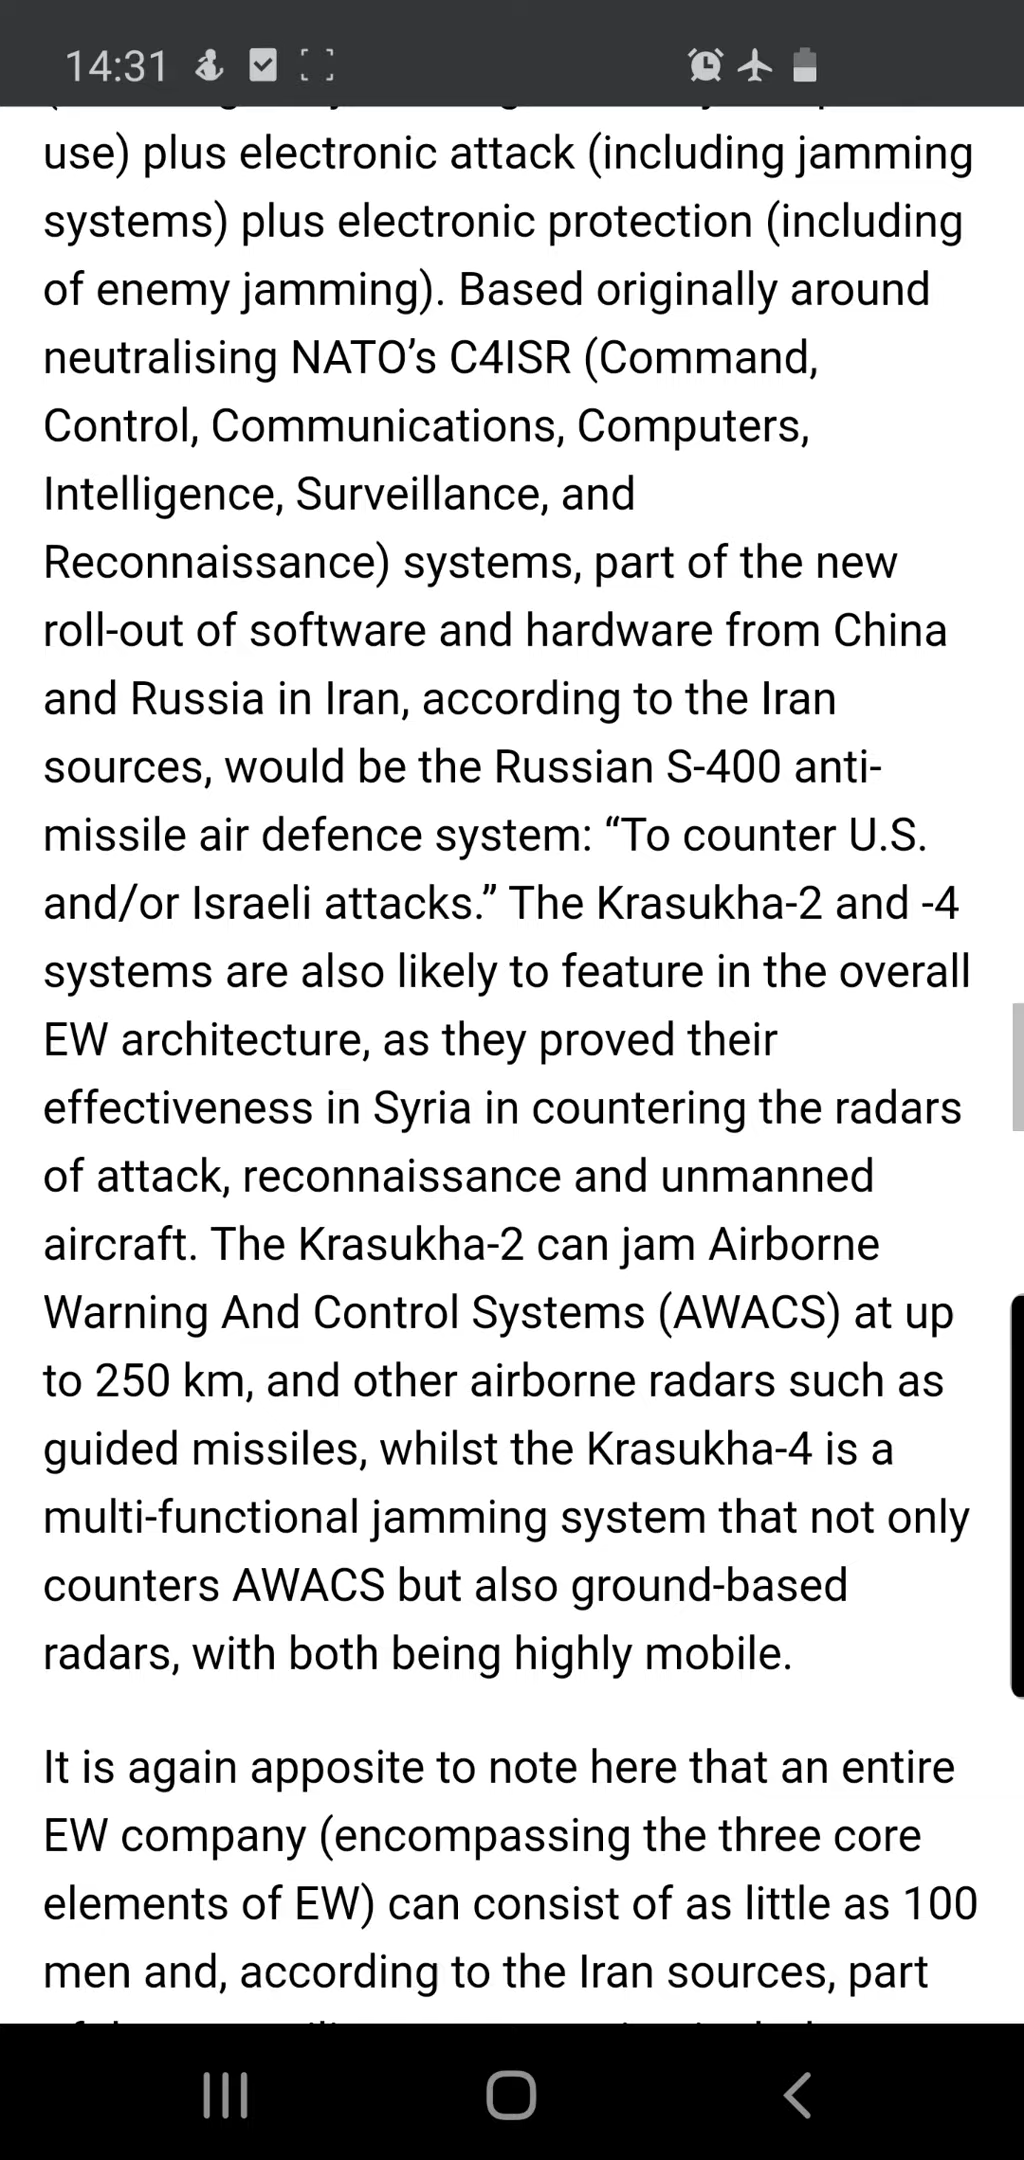 14:31
use) plus electronic attack (including jamming
systems) plus electronic protection (including
of enemy jamming). Based originally around
neutralising NATO’s C4ISR (Command,
Control, Communications, Computers,
Intelligence, Surveillance, and
Reconnaissance) systems, part of the new
roll-out of software and hardware from China
and Russia in Iran, according to the Iran
sources, would be the Russian S-400 anti-
missile air defence system: “To counter U.S.
and/or Israeli attacks.” The Krasukha-2 and -4
systems are also likely to feature in the overall
EW architecture, as they proved their
effectiveness in Syria in countering the radars
of attack, reconnaissance and unmanned
aircraft. The Krasukha-2 can jam Airborne
Warning And Control Systems (AWACS) at up
to 250 km, and other airborne radars such as
guided missiles, whilst the Krasukha-4 is a
multi-functional jamming system that not only
counters AWACS but also ground-based
radars, with both being highly mobile.
It is again apposite to note here that an entire
EW company (encompassing the three core
elements of EW) can consist of as little as 100
men and, according to the Iran sources, part